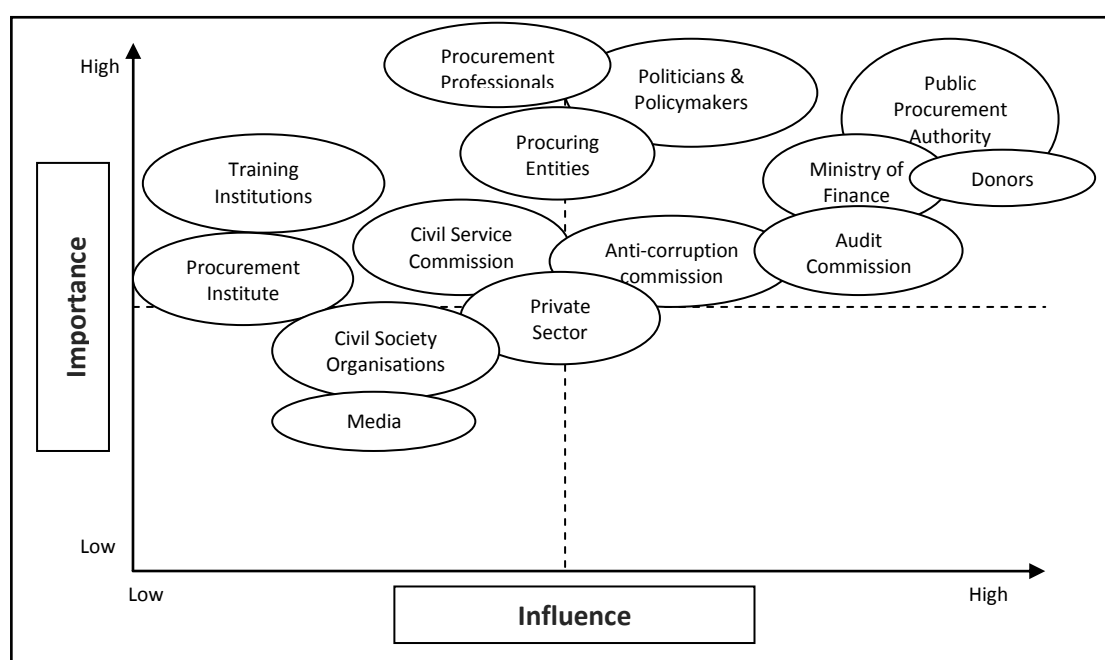 High
Importance
Low
Procurement
Professionals
Politicians &
Policymakers
Public
Procurement
Authority
Procuring
Entities
Training
Institutions
Ministry of
Finance
Donors
Civil Service
Commission
Anti-corruption
commission
Audit
Commission
Procurement
Institute
Private
Sector
Civil Society
Organisations
Media
Low
High
Influence